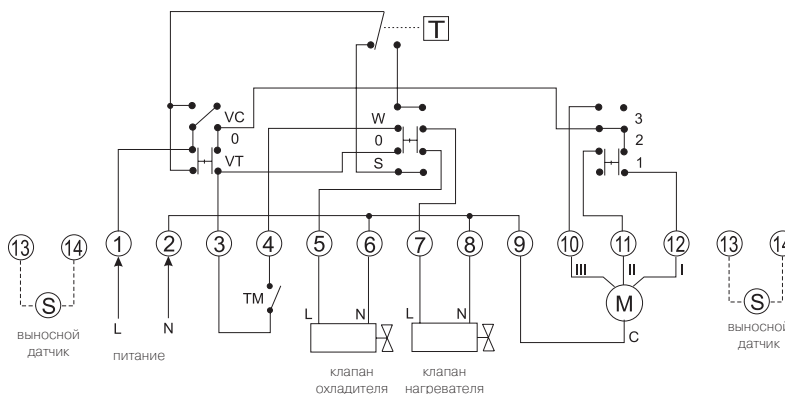 T
VC
0
VT
W
0
S
3
2
1
13
14
1
2
3
4
5
6
7
8
9
10
11
12
13
14
III
II
I
S
TM
M
S
L
N
L
N
L
N
C
выносной
датчик
питание
выносной
датчик
клапан
охладителя
клапан
нагревателя